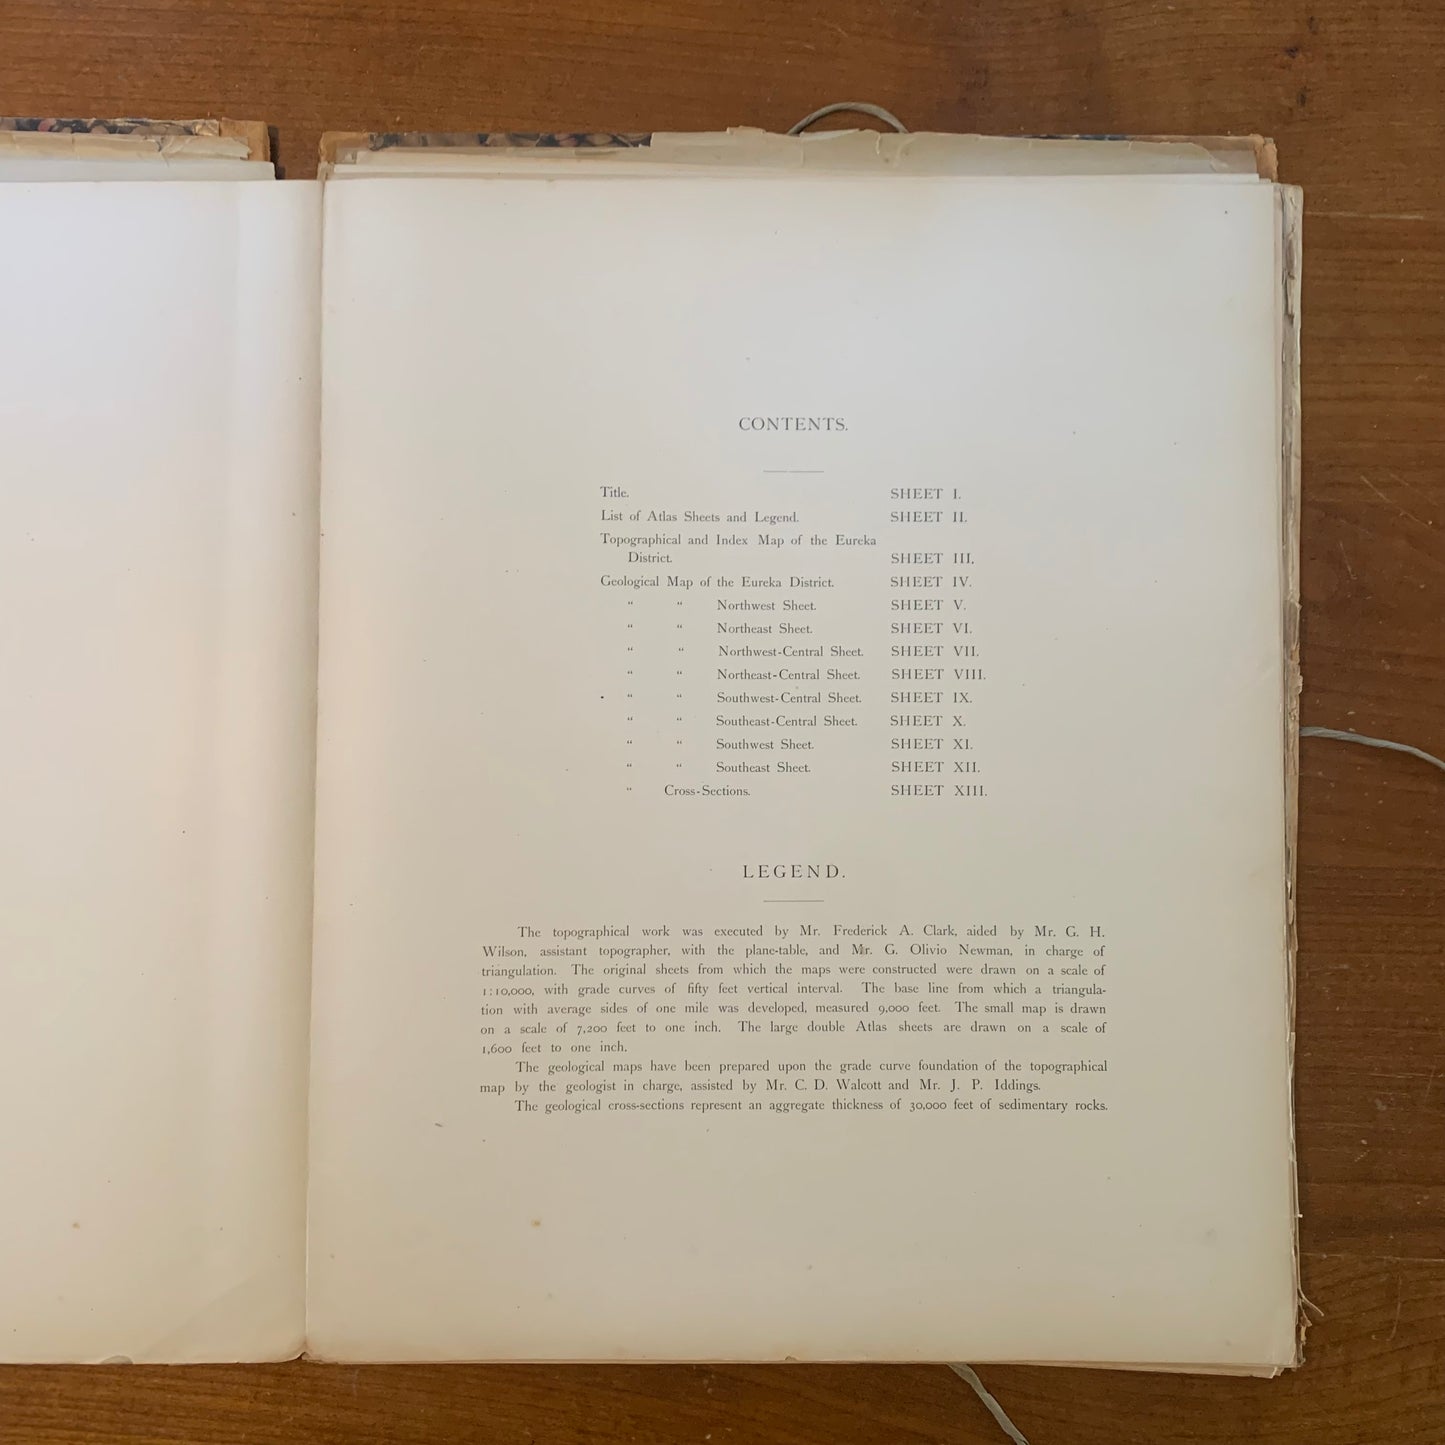 CONTENTS.
Title. SHEET I.
List of Atlas Sheets and Legend. SHEET II.
Topographical and Index Map of the Eureka
District. SHEET III.
Geological Map of the Eureka District. SHEET IV.
“ “ Northwest Sheet. SHEET V.
“ “ Northeast Sheet. SHEET VI.
“ “ Northwest-Central Sheet. SHEET VII.
“ “ Northeast-Central Sheet. SHEET VIII.
“ “ Southwest-Central Sheet. SHEET IX.
“ “ Southeast-Central Sheet. SHEET X.
“ “ Southwest Sheet. SHEET XI.
“ “ Southeast Sheet. SHEET XII.
“ Cross-Sections. SHEET XIII.
LEGEND.
The topographical work was executed by Mr. Frederick A. Clark, aided by Mr. G. H.
Wilson, assistant topographer, with the plane-table, and Mr. G. Olivio Newman, in charge of
triangulation. The original sheets from which the maps were constructed were drawn on a scale of
1:10,000, with grade curves of fifty feet vertical interval. The base line from which a triangula-
tion with average sides of one mile was developed, measured 9,000 feet. The small map is drawn
on a scale of 7,200 feet to one inch. The large double Atlas sheets are drawn on a scale of
1,600 feet to one inch.
The geological maps have been prepared upon the grade curve foundation of the topographical
map by the geologist in charge, assisted by Mr. C. D. Walcott and Mr. J. P. Iddings.
The geological cross-sections represent an aggregate thickness of 30,000 feet of sedimentary rocks.